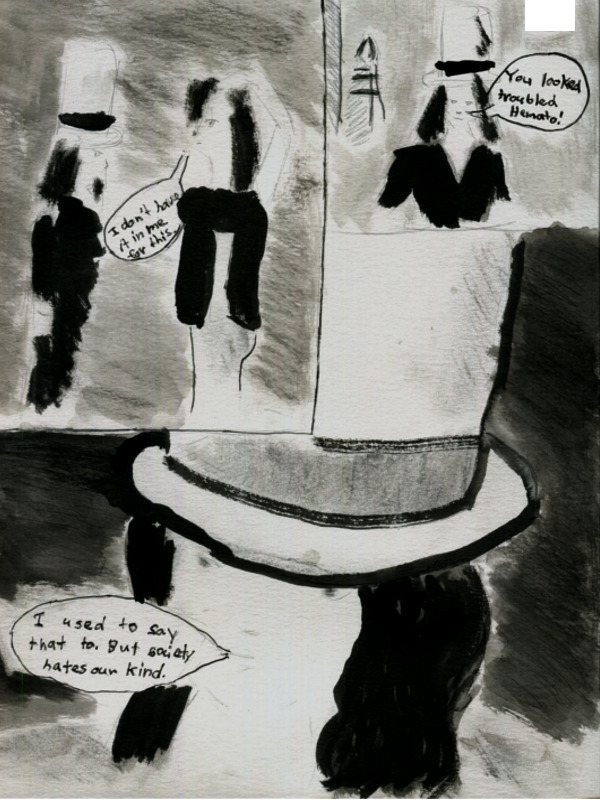 I don't have
it in me
for this..
You looked
troubled
Hemato!
I used to say
that to. But society
hates our kind.